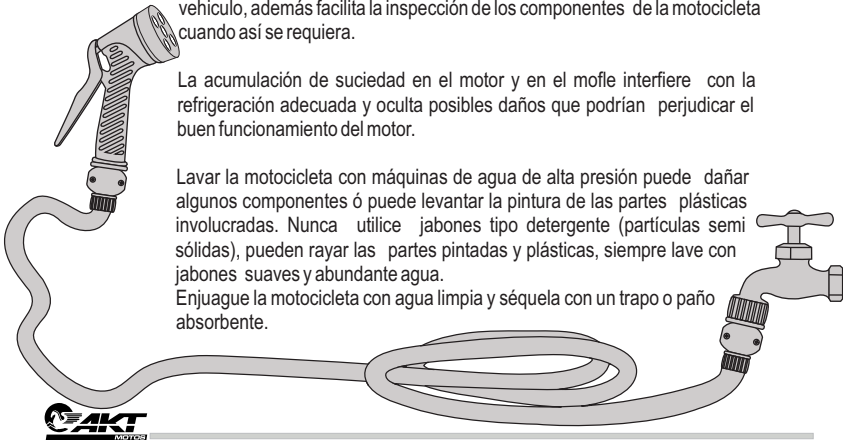 vehiculo, además facilita la inspección de los componentes de la motocicleta
cuando así se requiera.
La acumulación de suciedad en el motor y en el mofle interfiere con la
refrigeración adecuada y oculta posibles daños que podrían perjudicar el
buen funcionamiento del motor.
Lavar la motocicleta con máquinas de agua de alta presión puede dañar
algunos componentes ó puede levantar la pintura de las partes plásticas
involucradas. Nunca utilice jabones tipo detergente (partículas semi
sólidas), pueden rayar las partes pintadas y plásticas, siempre lave con
jabones suaves y abundante agua.
Enjuague la motocicleta con agua limpia y séquela con un trapo o paño
absorbente.
AKT
MOTOS